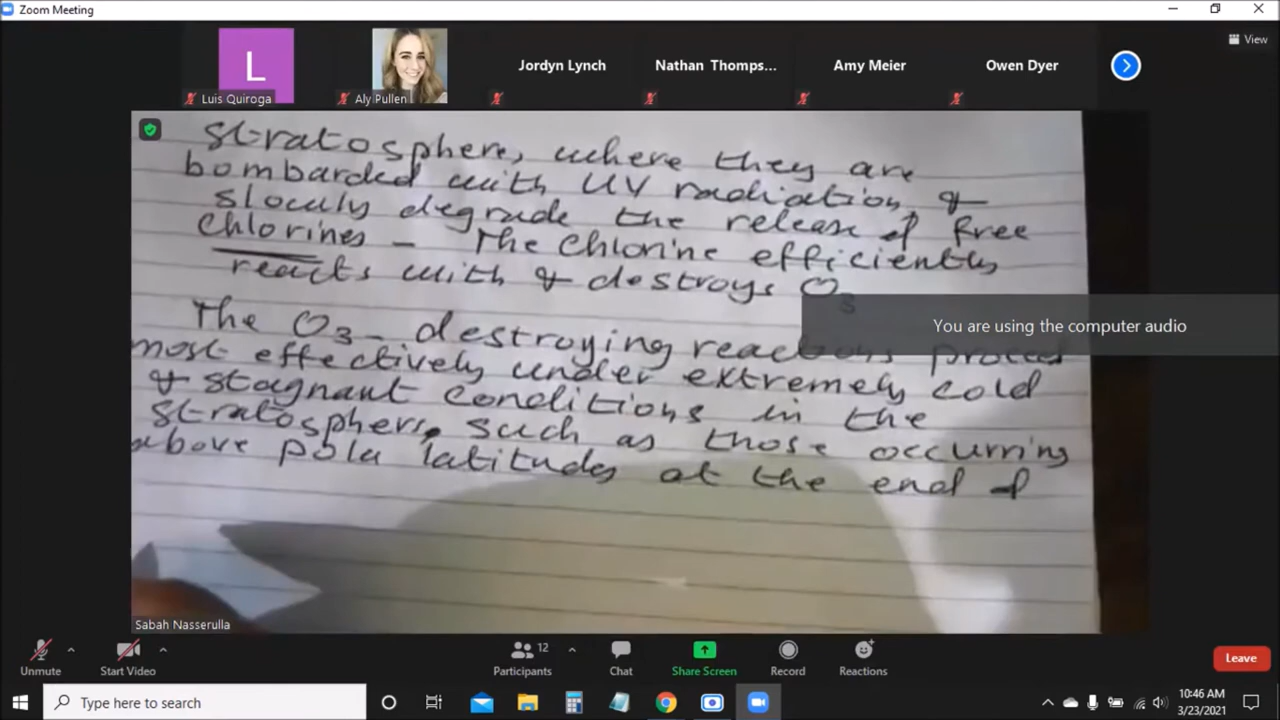 Zoom Meeting
View
L
Luis Quiroga
Aly Pullen
Jordyn Lynch
Nathan Thomps...
Amy Meier
Owen Dyer
stratosphere, where they are
bombarded with UV radiation &
slowly degrade the release of free
Chlorines - The Chlorine efficiently
reacts with & destroys O3
You are using the computer audio
The O3 - destroying reactions proceed
most effectively under extremely cold
& stagnant conditions in the
stratosphere, such as those occurring
above pola latitudes at the end of
Sabah Nasserulla
Unmute
Start Video
12
Participants
Chat
Share Screen
Record
Reactions
Leave
Type here to search
10:46 AM
3/23/2021